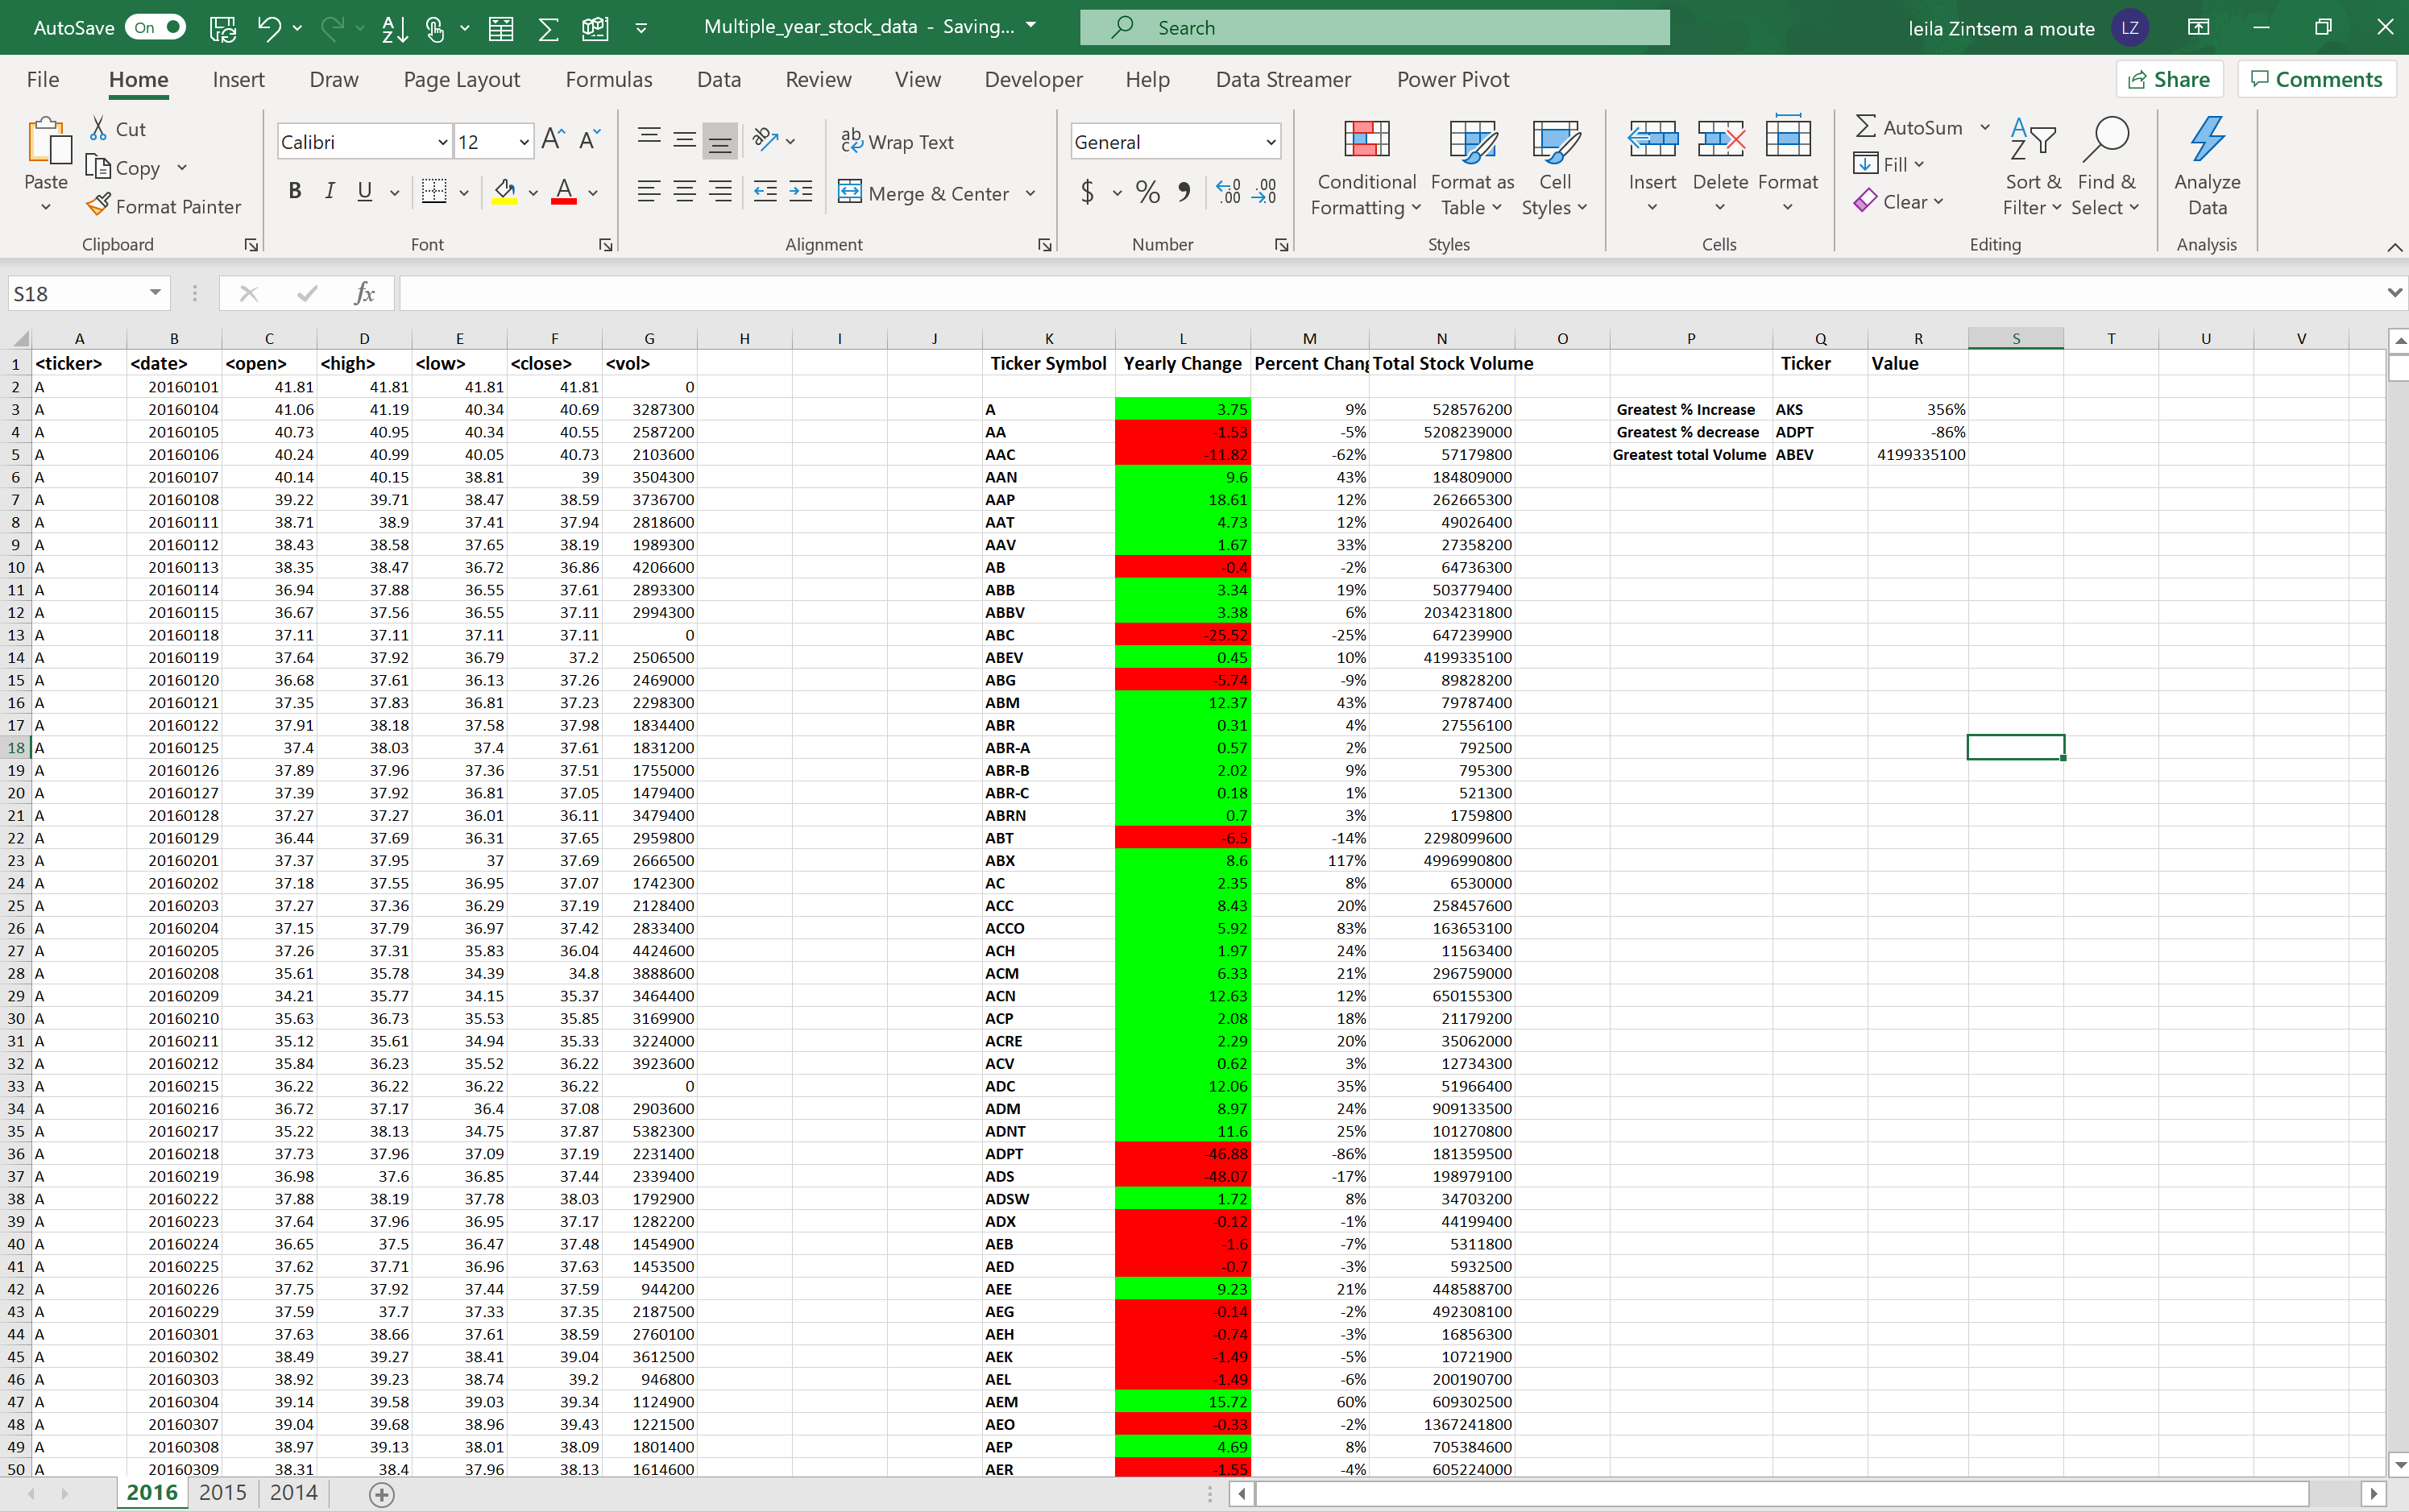 AutoSave On Multiple_year_stock_data - Saving... Search leila Zintsem a moute LZ
File Home Insert Draw Page Layout Formulas Data Review View Developer Help Data Streamer Power Pivot Share Comments
Paste Cut Copy Format Painter Clipboard
Calibri 12 B I U Font
Wrap Text Merge & Center Alignment
General $ % Number
Conditional Formatting Format as Table Cell Styles Styles
Insert Delete Format Cells
AutoSum Fill Clear Sort & Filter Find & Select Editing
Analyze Data Analysis
S18 fx
A B C D E F G H I J K L M N O P Q R S T U V
1 <ticker> <date> <open> <high> <low> <close> <vol> Ticker Symbol Yearly Change Percent Chang Total Stock Volume Ticker Value
2 A 20160101 41.81 41.81 41.81 41.81 0
3 A 20160104 41.06 41.19 40.34 40.69 3287300 A 3.75 9% 528576200 Greatest % Increase AKS 356%
4 A 20160105 40.73 40.95 40.34 40.55 2587200 AA -1.53 -5% 5208239000 Greatest % decrease ADPT -86%
5 A 20160106 40.24 40.99 40.05 40.73 2103600 AAC -11.82 -62% 57179800 Greatest total Volume ABEV 4199335100
6 A 20160107 40.14 40.15 38.81 39 3504300 AAN 9.6 43% 184809000
7 A 20160108 39.22 39.71 38.47 38.59 3736700 AAP 18.61 12% 262665300
8 A 20160111 38.71 38.9 37.41 37.94 2818600 AAT 4.73 12% 49026400
9 A 20160112 38.43 38.58 37.65 38.19 1989300 AAV 1.67 33% 27358200
10 A 20160113 38.35 38.47 36.72 36.86 4206600 AB -0.4 -2% 64736300
11 A 20160114 36.94 37.88 36.55 37.61 2893300 ABB 3.34 19% 503779400
12 A 20160115 36.67 37.56 36.55 37.11 2994300 ABBV 3.38 6% 2034231800
13 A 20160118 37.11 37.11 37.11 37.11 0 ABC -25.52 -25% 647239900
14 A 20160119 37.64 37.92 36.79 37.2 2506500 ABEV 0.45 10% 4199335100
15 A 20160120 36.68 37.61 36.13 37.26 2469000 ABG -5.74 -9% 89828200
16 A 20160121 37.35 37.83 36.81 37.23 2298300 ABM 12.37 43% 79787400
17 A 20160122 37.91 38.18 37.58 37.98 1834400 ABR 0.31 4% 27556100
18 A 20160125 37.4 38.03 37.4 37.61 1831200 ABR-A 0.57 2% 792500
19 A 20160126 37.89 37.96 37.36 37.51 1755000 ABR-B 2.02 9% 795300
20 A 20160127 37.39 37.92 36.81 37.05 1479400 ABR-C 0.18 1% 521300
21 A 20160128 37.27 37.27 36.01 36.11 3479400 ABRN 0.7 3% 1759800
22 A 20160129 36.44 37.69 36.31 37.65 2959800 ABT -6.5 -14% 2298099600
23 A 20160201 37.37 37.95 37 37.69 2666500 ABX 8.6 117% 4996990800
24 A 20160202 37.18 37.55 36.95 37.07 1742300 AC 2.35 8% 6530000
25 A 20160203 37.27 37.36 36.29 37.19 2128400 ACC 8.43 20% 258457600
26 A 20160204 37.15 37.79 36.97 37.42 2833400 ACCO 5.92 83% 163653100
27 A 20160205 37.26 37.31 35.83 36.04 4424600 ACH 1.97 24% 11563400
28 A 20160208 35.61 35.78 34.39 34.8 3888600 ACM 6.33 21% 296759000
29 A 20160209 34.21 35.77 34.15 35.37 3464400 ACN 12.63 12% 650155300
30 A 20160210 35.63 36.73 35.53 35.85 3169900 ACP 2.08 18% 21179200
31 A 20160211 35.12 35.61 34.94 35.33 3224000 ACRE 2.29 20% 35062000
32 A 20160212 35.84 36.23 35.52 36.22 3923600 ACV 0.62 3% 12734300
33 A 20160215 36.22 36.22 36.22 36.22 0 ADC 12.06 35% 51966400
34 A 20160216 36.72 37.17 36.4 37.08 2903600 ADM 8.97 24% 909133500
35 A 20160217 35.22 38.13 34.75 37.87 5382300 ADNT 11.6 25% 101270800
36 A 20160218 37.73 37.96 37.09 37.19 2231400 ADPT -46.88 -86% 181359500
37 A 20160219 36.98 37.6 36.85 37.44 2339400 ADS -48.07 -17% 198979100
38 A 20160222 37.88 38.19 37.78 38.03 1792900 ADSW 1.72 8% 34703200
39 A 20160223 37.64 37.96 36.95 37.17 1282200 ADX -0.12 -1% 44199400
40 A 20160224 36.65 37.5 36.47 37.48 1454900 AEB -1.6 -7% 5311800
41 A 20160225 37.62 37.71 36.96 37.63 1453500 AED -0.7 -3% 5932500
42 A 20160226 37.75 37.92 37.44 37.59 944200 AEE 9.23 21% 448588700
43 A 20160229 37.59 37.7 37.33 37.35 2187500 AEG -0.14 -2% 492308100
44 A 20160301 37.63 38.66 37.61 38.59 2760100 AEH -0.74 -3% 16856300
45 A 20160302 38.49 39.27 38.41 39.04 3612500 AEK -1.49 -5% 10721900
46 A 20160303 38.92 39.23 38.74 39.2 946800 AEL -1.49 -6% 200190700
47 A 20160304 39.14 39.58 39.03 39.34 1124900 AEM 15.72 60% 609302500
48 A 20160307 39.04 39.68 38.96 39.43 1221500 AEO -0.33 -2% 1367241800
49 A 20160308 38.97 39.13 38.01 38.09 1801400 AEP 4.69 8% 705384600
50 A 20160309 38.31 38.4 37.96 38.13 1614600 AER -1.55 -4% 605224000
2016 2015 2014